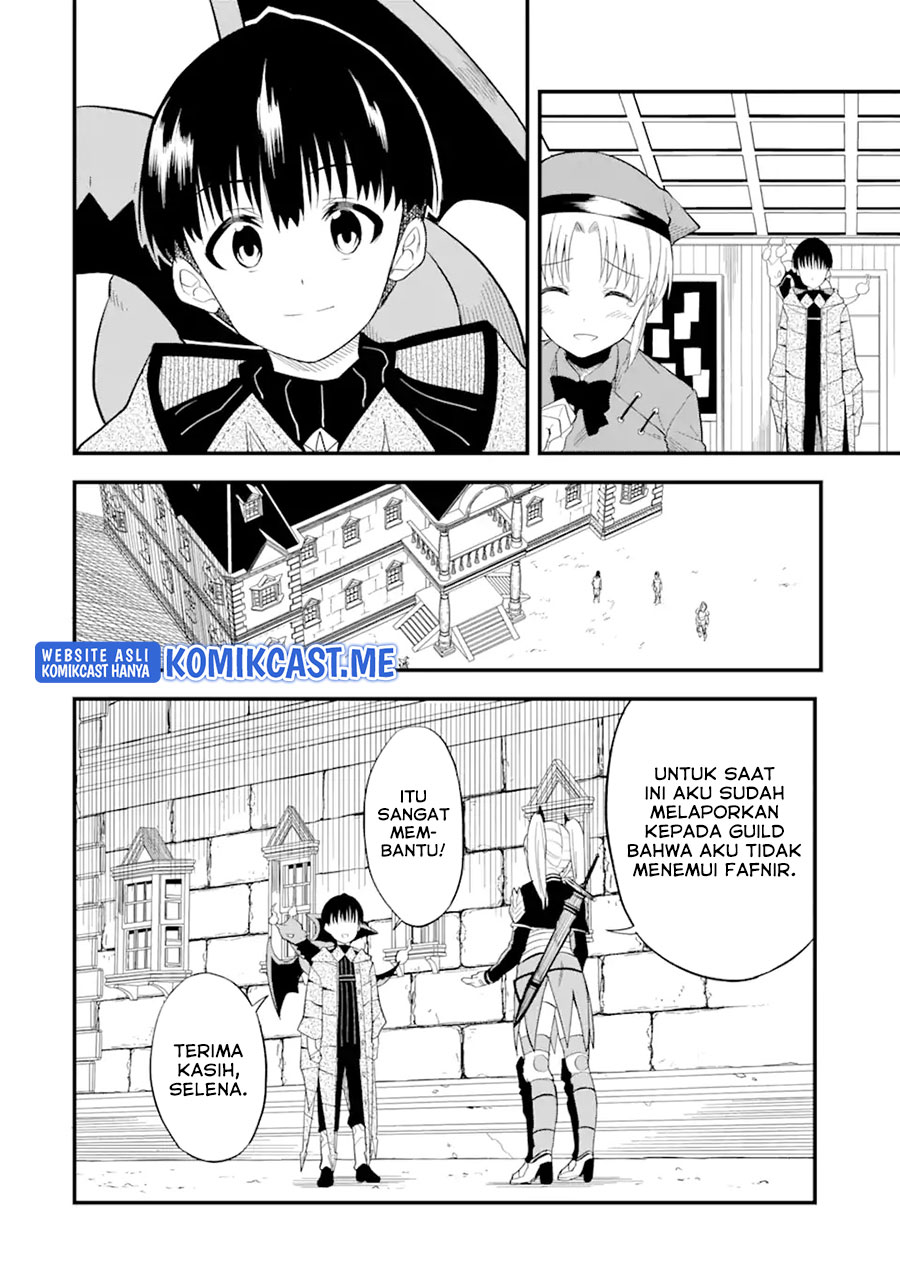 WEBSITE ASLI
KOMIKCAST HANYA
KOMIKCAST.ME
UNTUK SAAT
INI AKU SUDAH
MELAPORKAN
KEPADA GUILD
BAHWA AKU TIDAK
MENEMUI FAFNIR.
ITU
SANGAT
MEM-
BANTU!
TERIMA
KASIH,
SELENA.